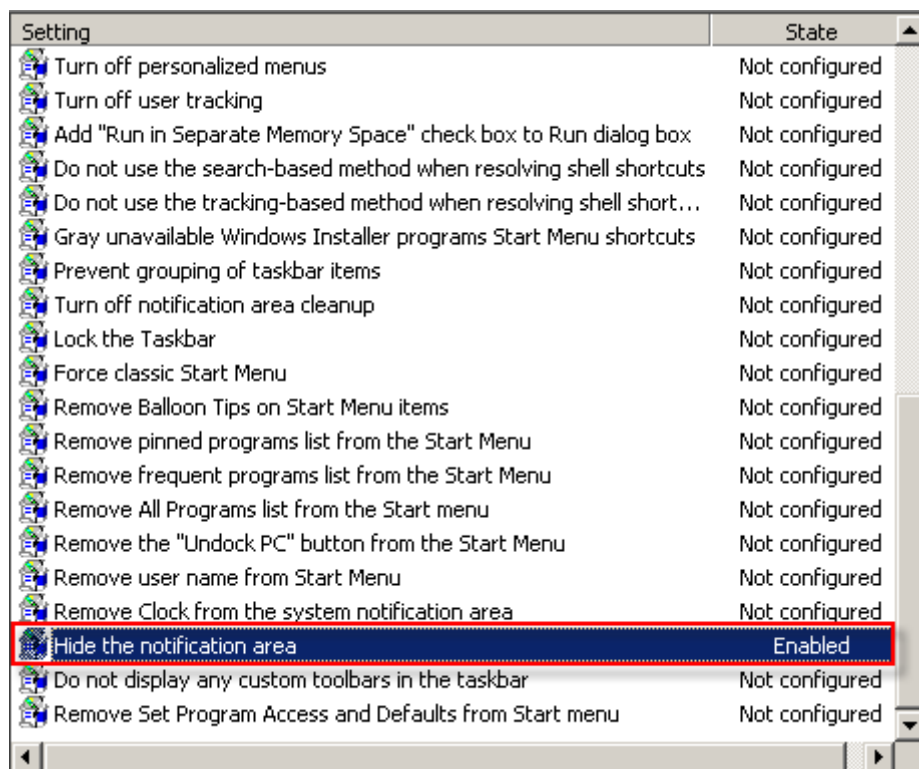 Setting State
Turn off personalized menus Not configured
Turn off user tracking Not configured
Add "Run in Separate Memory Space" check box to Run dialog box Not configured
Do not use the search-based method when resolving shell shortcuts Not configured
Do not use the tracking-based method when resolving shell short... Not configured
Gray unavailable Windows Installer programs Start Menu shortcuts Not configured
Prevent grouping of taskbar items Not configured
Turn off notification area cleanup Not configured
Lock the Taskbar Not configured
Force classic Start Menu Not configured
Remove Balloon Tips on Start Menu items Not configured
Remove pinned programs list from the Start Menu Not configured
Remove frequent programs list from the Start Menu Not configured
Remove All Programs list from the Start menu Not configured
Remove the "Undock PC" button from the Start Menu Not configured
Remove user name from Start Menu Not configured
Remove Clock from the system notification area Not configured
Hide the notification area Enabled
Do not display any custom toolbars in the taskbar Not configured
Remove Set Program Access and Defaults from Start menu Not configured